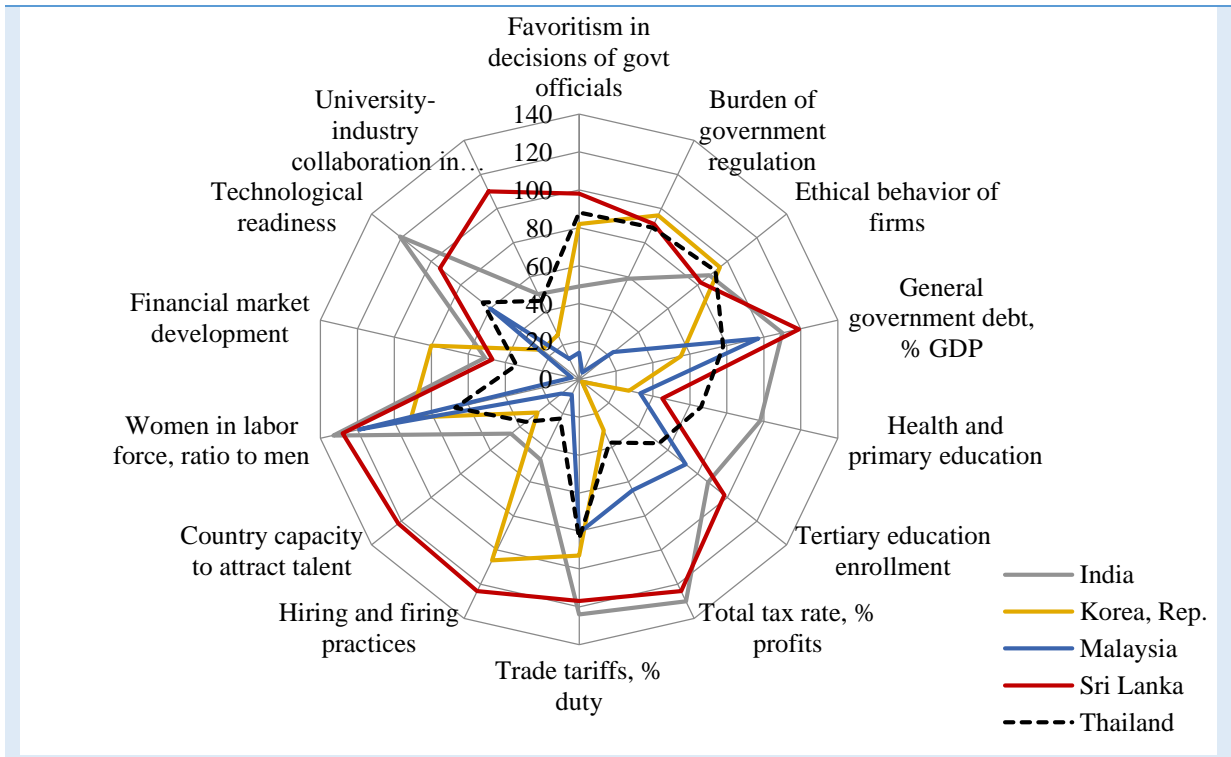 Favoritism in
decisions of govt
officials
Burden of
government
regulation
Ethical behavior of
firms
General
government debt,
% GDP
Health and
primary education
Tertiary education
enrollment
Total tax rate, %
profits
Trade tariffs, %
duty
Hiring and firing
practices
Country capacity
to attract talent
Women in labor
force, ratio to men
Financial market
development
Technological
readiness
University-
industry
collaboration in…
140
120
100
80
60
40
20
0
India
Korea, Rep.
Malaysia
Sri Lanka
Thailand